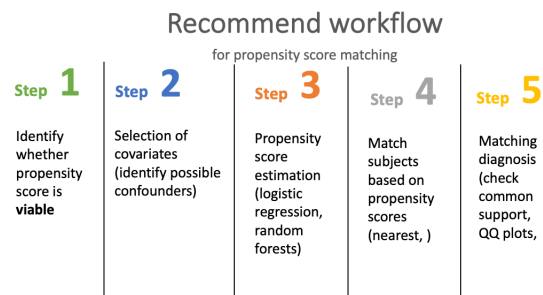 Recommend workflow
for propensity score matching
Step 1
Identify
whether
propensity
score is
viable
Step 2
Selection of
covariates
(identify possible
confounders)
Step 3
Propensity
score
estimation
(logistic
regression,
random
forests)
Step 4
Match
subjects
based on
propensity
scores
(nearest, )
Step 5
Matching
diagnosis
(check
common
support,
QQ plots,